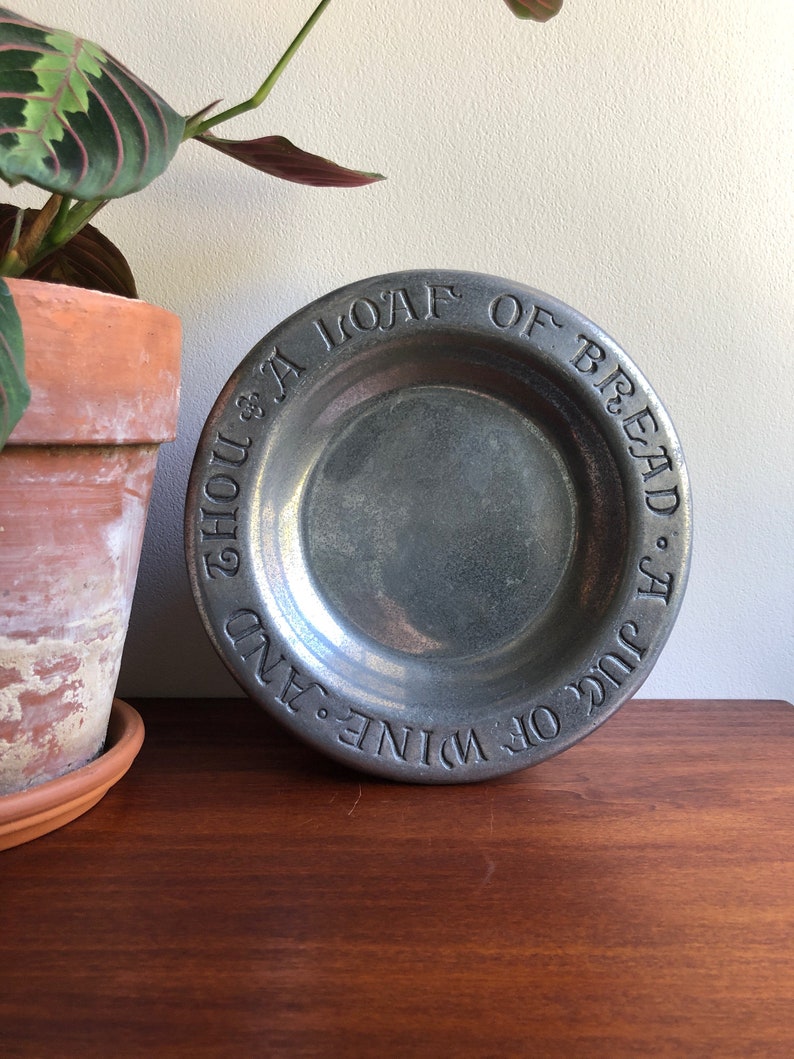 A LOAF OF BREAD · A JUG OF WINE · AND THOU